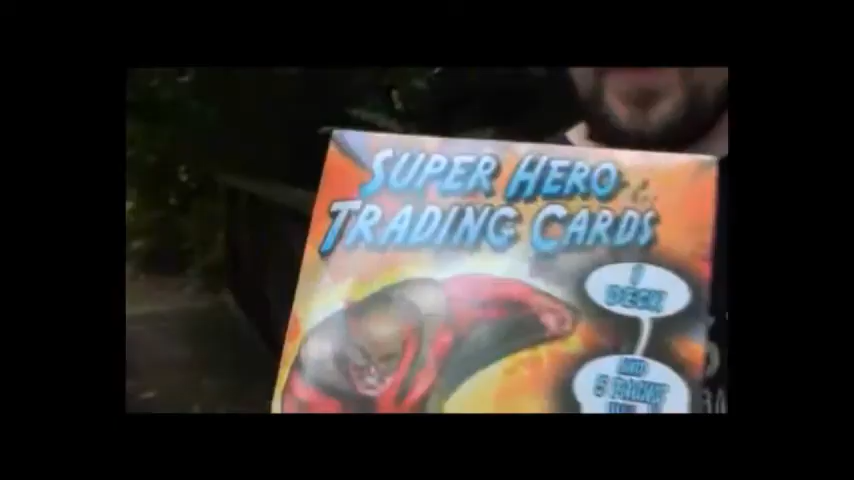 SUPER HERO
TRADING CARDS
1
DECK
AND
5 PACKS